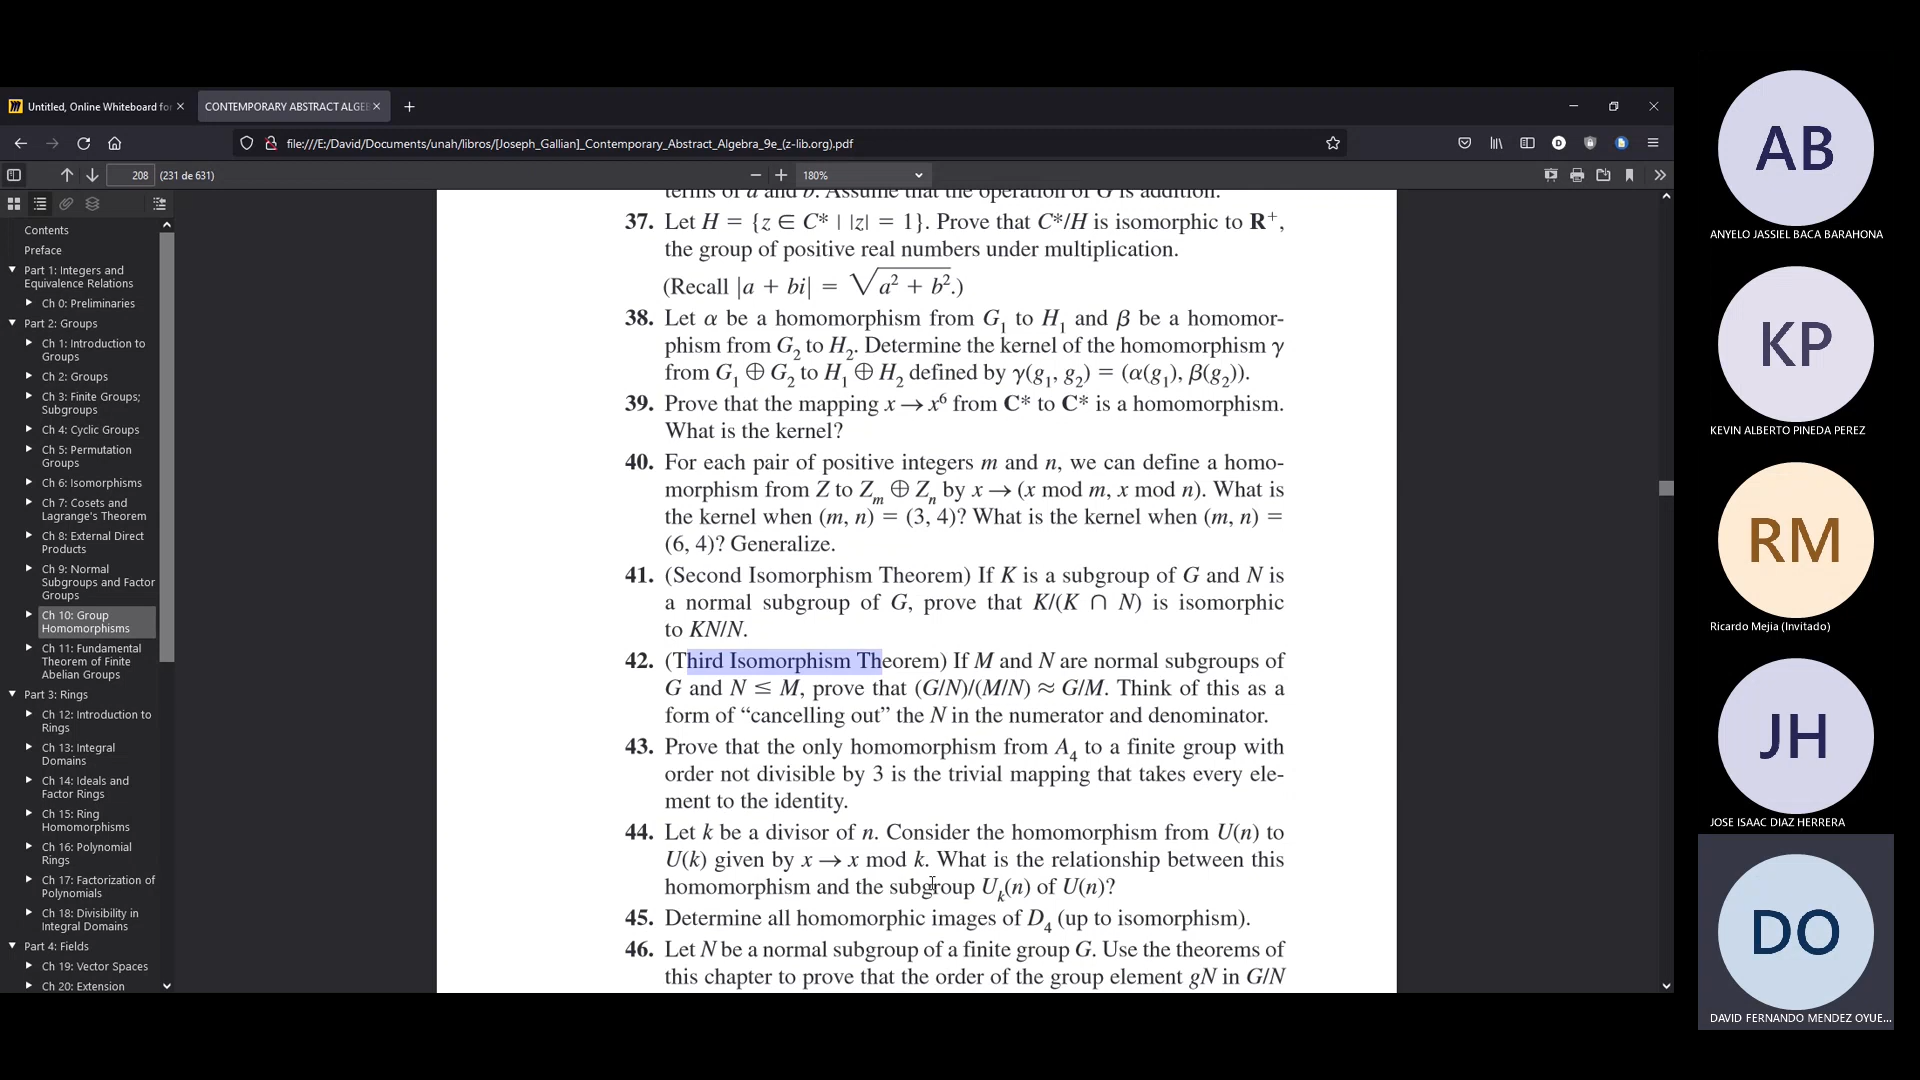 Untitled, Online Whiteboard for
CONTEMPORARY ABSTRACT ALGEB
file:///E:/David/Documents/unah/libros/[Joseph_Gallian]_Contemporary_Abstract_Algebra_9e_(z-lib.org).pdf
208 (231 de 631)
180%
Contents
Preface
Part 1: Integers and
Equivalence Relations
Ch 0: Preliminaries
Part 2: Groups
Ch 1: Introduction to
Groups
Ch 2: Groups
Ch 3: Finite Groups;
Subgroups
Ch 4: Cyclic Groups
Ch 5: Permutation
Groups
Ch 6: Isomorphisms
Ch 7: Cosets and
Lagrange's Theorem
Ch 8: External Direct
Products
Ch 9: Normal
Subgroups and Factor
Groups
Ch 10: Group
Homomorphisms
Ch 11: Fundamental
Theorem of Finite
Abelian Groups
Part 3: Rings
Ch 12: Introduction to
Rings
Ch 13: Integral
Domains
Ch 14: Ideals and
Factor Rings
Ch 15: Ring
Homomorphisms
Ch 16: Polynomial
Rings
Ch 17: Factorization of
Polynomials
Ch 18: Divisibility in
Integral Domains
Part 4: Fields
Ch 19: Vector Spaces
Ch 20: Extension
terms of a and b. Assume that the operation of G is addition.
37. Let H = {z ∈ C* | |z| = 1}. Prove that C*/H is isomorphic to R⁺,
the group of positive real numbers under multiplication.
(Recall |a + bi| = √(a² + b²).)
38. Let α be a homomorphism from G₁ to H₁ and β be a homomor-
phism from G₂ to H₂. Determine the kernel of the homomorphism γ
from G₁ ⊕ G₂ to H₁ ⊕ H₂ defined by γ(g₁, g₂) = (α(g₁), β(g₂)).
39. Prove that the mapping x → x⁶ from C* to C* is a homomorphism.
What is the kernel?
40. For each pair of positive integers m and n, we can define a homo-
morphism from Z to Zₘ ⊕ Zₙ by x → (x mod m, x mod n). What is
the kernel when (m, n) = (3, 4)? What is the kernel when (m, n) =
(6, 4)? Generalize.
41. (Second Isomorphism Theorem) If K is a subgroup of G and N is
a normal subgroup of G, prove that K/(K ∩ N) is isomorphic
to KN/N.
42. (Third Isomorphism Theorem) If M and N are normal subgroups of
G and N ≤ M, prove that (G/N)/(M/N) ≈ G/M. Think of this as a
form of “cancelling out” the N in the numerator and denominator.
43. Prove that the only homomorphism from A₄ to a finite group with
order not divisible by 3 is the trivial mapping that takes every ele-
ment to the identity.
44. Let k be a divisor of n. Consider the homomorphism from U(n) to
U(k) given by x → x mod k. What is the relationship between this
homomorphism and the subgroup Uₖ(n) of U(n)?
45. Determine all homomorphic images of D₄ (up to isomorphism).
46. Let N be a normal subgroup of a finite group G. Use the theorems of
this chapter to prove that the order of the group element gN in G/N
AB
ANYELO JASSIEL BACA BARAHONA
KP
KEVIN ALBERTO PINEDA PEREZ
RM
Ricardo Mejia (Invitado)
JH
JOSE ISAAC DIAZ HERRERA
DO
DAVID FERNANDO MENDEZ OYUE...